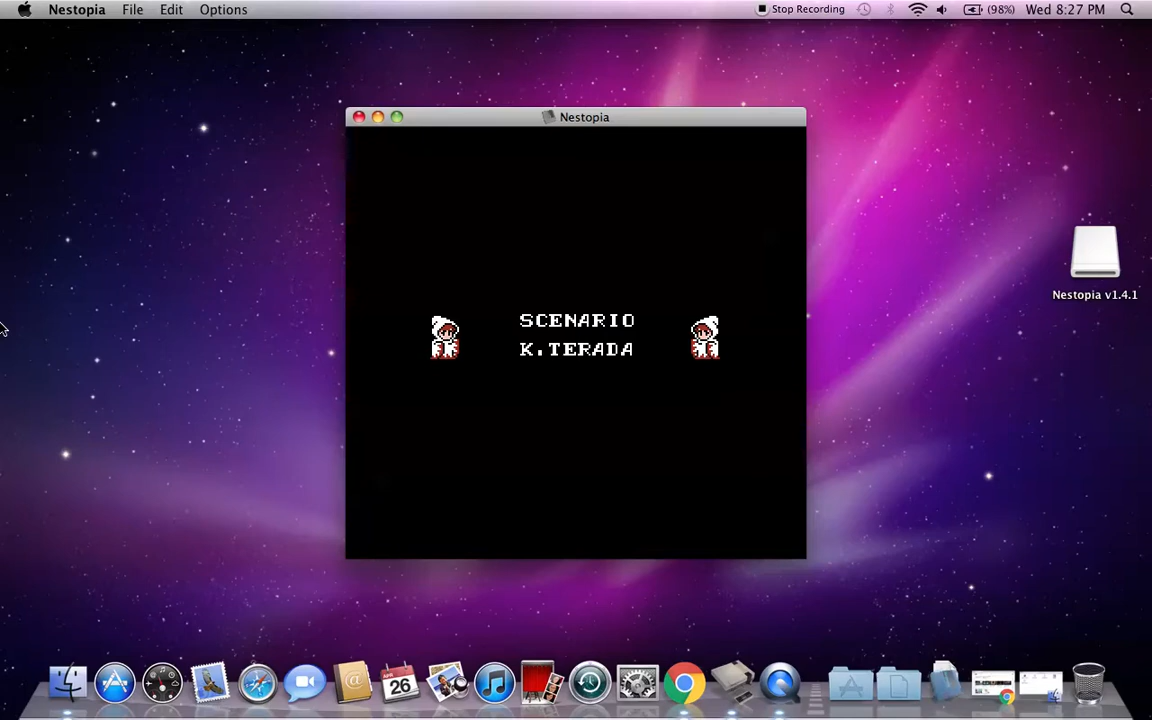 Nestopia File Edit Options Stop Recording (98%) Wed 8:27 PM
Nestopia
SCENARIO
K.TERADA
Nestopia v1.4.1
APR
26